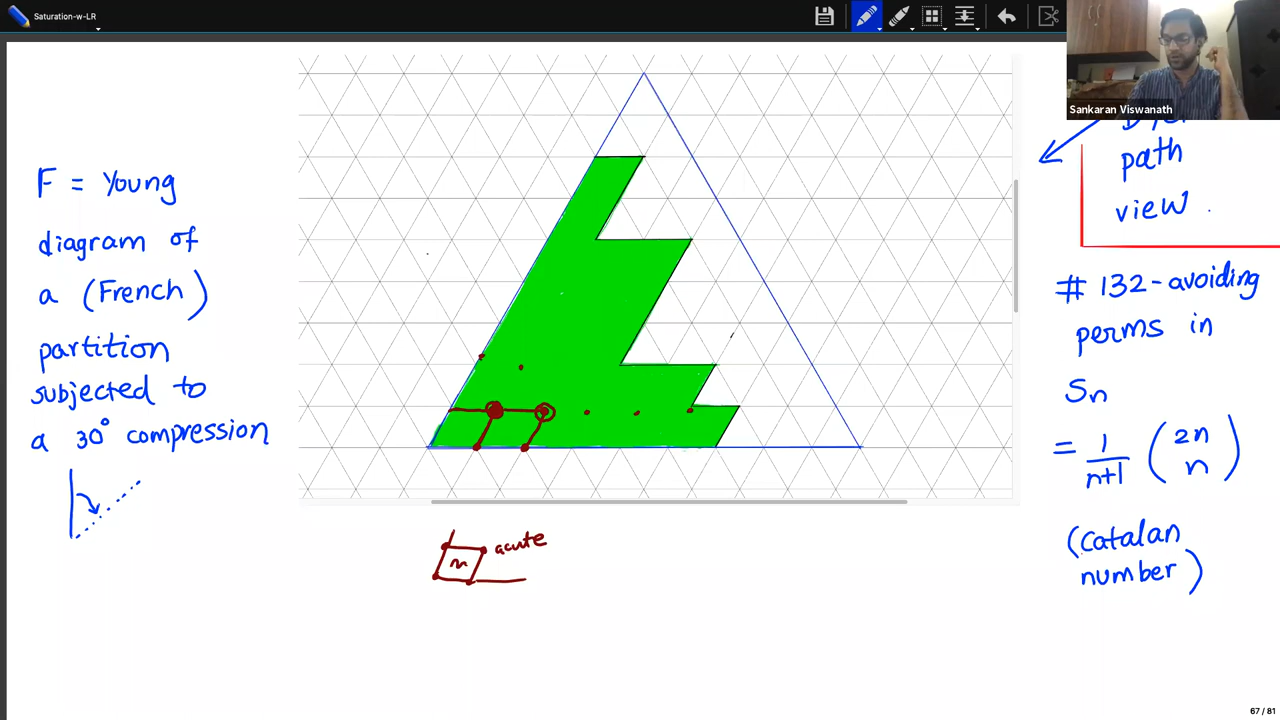 Saturation-w-LR
Sankaran Viswanath
F = Young
diagram of
a (French)
partition
subjected to
a 30° compression
n
acute
path
view
# 132-avoiding
perms in
Sn
= 1/(n+1) (2n n)
(Catalan
number)
67 / 81